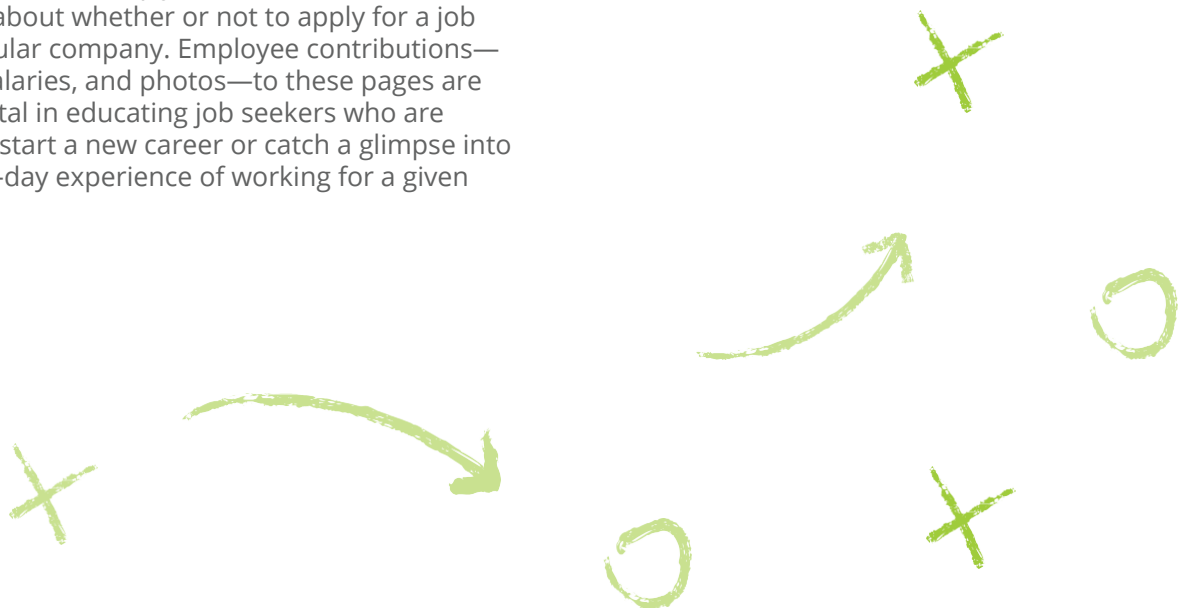 about whether or not to apply for a job
ular company. Employee contributions—
alaries, and photos—to these pages are
tal in educating job seekers who are
start a new career or catch a glimpse into
-day experience of working for a given